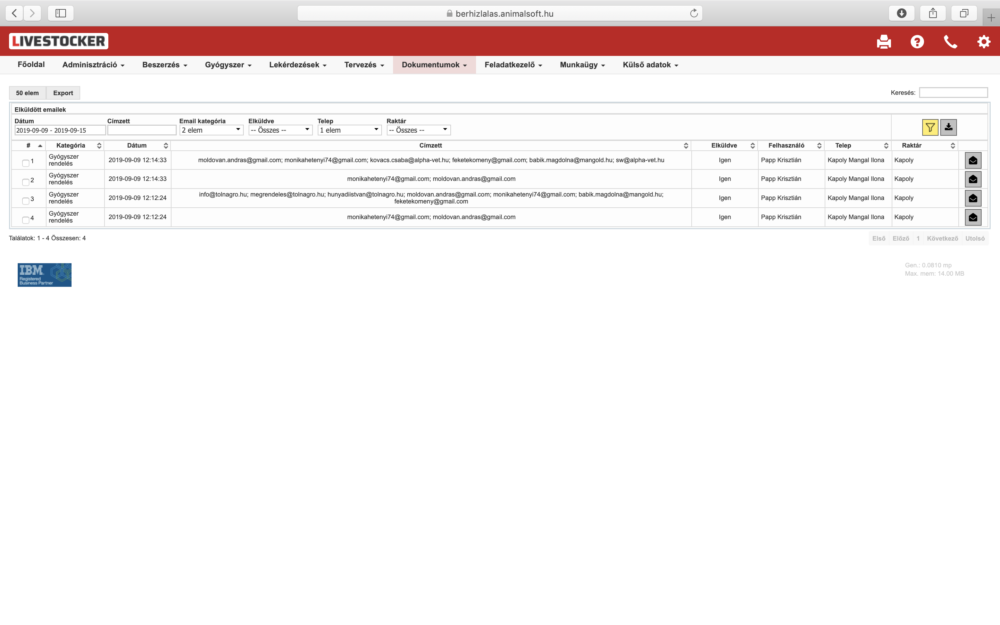 berhizlalas.animalsoft.hu
LIVESTOCKER
Főoldal Adminisztráció Beszerzés Gyógyszer Lekérdezések Tervezés Dokumentumok Feladatkezelő Munkaügy Külső adatok
50 elem Export Keresés:
Elküldött emailek
Dátum Címzett Email kategória Elküldve Telep Raktár
2019-09-09 - 2019-09-15 2 elem -- Összes -- 1 elem -- Összes --
# Kategória Dátum Címzett Elküldve Felhasználó Telep Raktár
1 Gyógyszer rendelés 2019-09-09 12:14:33 moldovan.andras@gmail.com; monikahetenyi74@gmail.com; kovacs.csaba@alpha-vet.hu; feketekomeny@gmail.com; babik.magdolna@mangold.hu; sw@alpha-vet.hu Igen Papp Krisztián Kapoly Mangal Ilona Kapoly
2 Gyógyszer rendelés 2019-09-09 12:14:33 monikahetenyi74@gmail.com; moldovan.andras@gmail.com Igen Papp Krisztián Kapoly Mangal Ilona Kapoly
3 Gyógyszer rendelés 2019-09-09 12:12:24 info@tolnagro.hu; megrendeles@tolnagro.hu; hunyadiistvan@tolnagro.hu; moldovan.andras@gmail.com; monikahetenyi74@gmail.com; babik.magdolna@mangold.hu; feketekomeny@gmail.com Igen Papp Krisztián Kapoly Mangal Ilona Kapoly
4 Gyógyszer rendelés 2019-09-09 12:12:24 monikahetenyi74@gmail.com; moldovan.andras@gmail.com Igen Papp Krisztián Kapoly Mangal Ilona Kapoly
Találatok: 1 - 4 Összesen: 4 Első Előző 1 Következő Utolsó
IBM
Registered
Business Partner
Gen.: 0.0810 mp
Max. mem: 14.00 MB